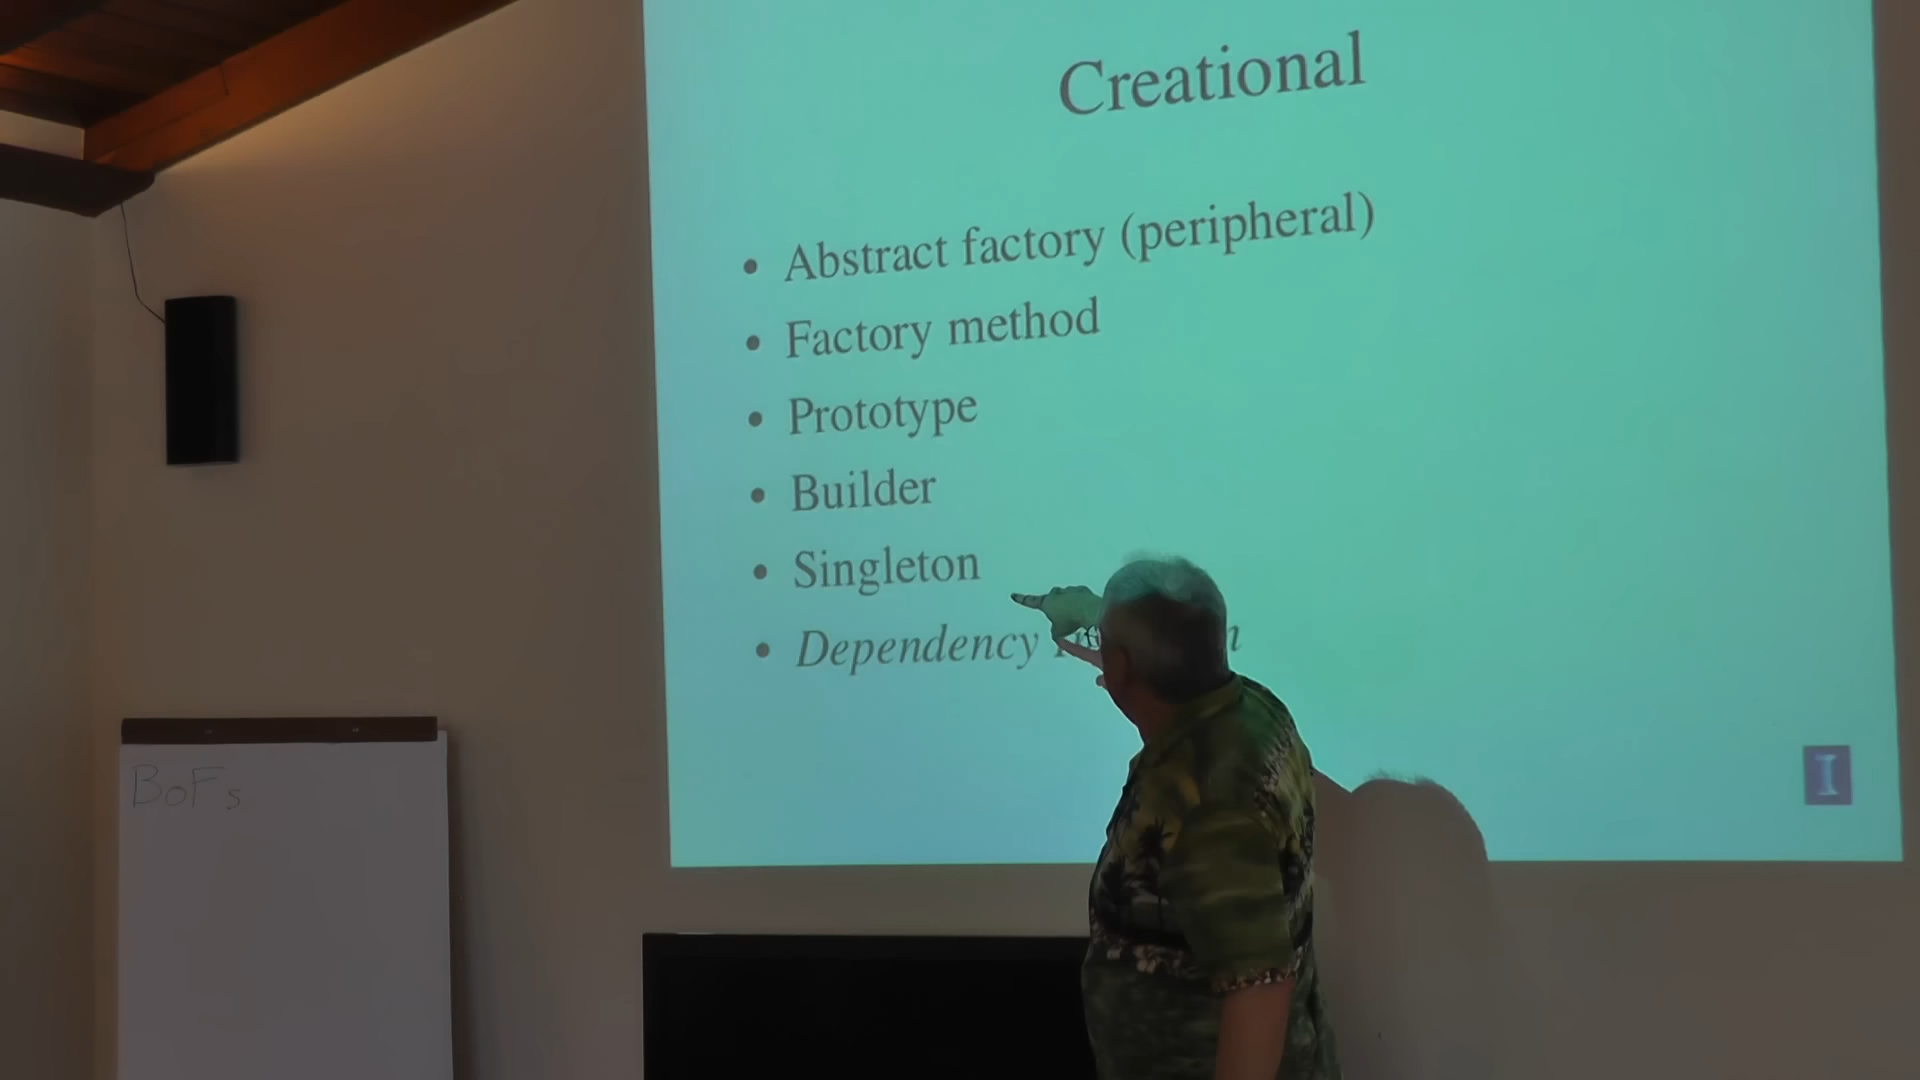 Creational
• Abstract factory (peripheral)
• Factory method
• Prototype
• Builder
• Singleton
• Dependency
I
BoFs